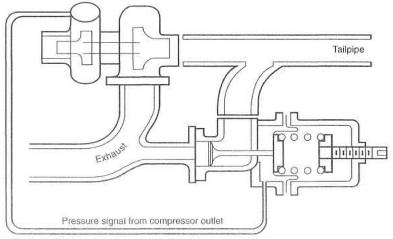 Tailpipe
Exhaust
Pressure signal from compressor outlet